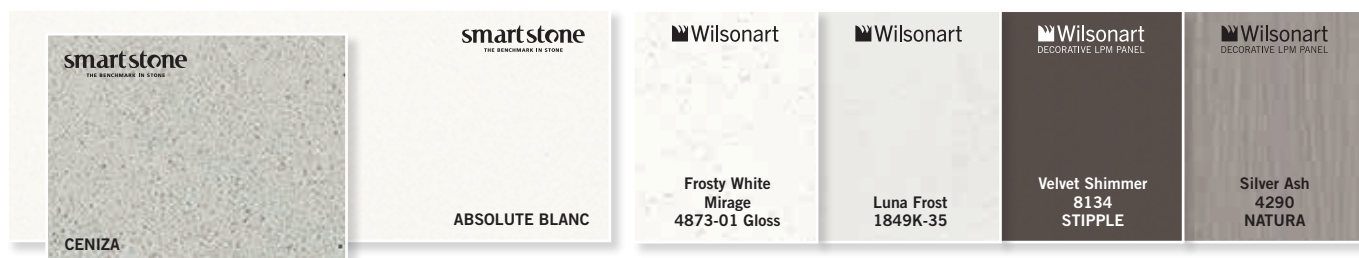 smartstone
THE BENCHMARK IN STONE
CENIZA
smartstone
THE BENCHMARK IN STONE
ABSOLUTE BLANC
Wilsonart
Frosty White
Mirage
4873-01 Gloss
Wilsonart
Luna Frost
1849K-35
Wilsonart
DECORATIVE LPM PANEL
Velvet Shimmer
8134
STIPPLE
Wilsonart
DECORATIVE LPM PANEL
Silver Ash
4290
NATURA